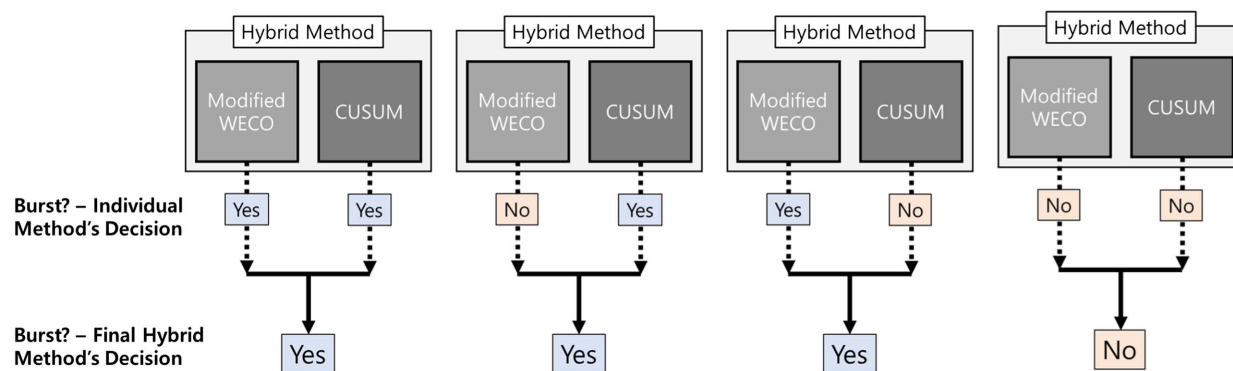 Hybrid Method
Hybrid Method
Hybrid Method
Hybrid Method
Modified
WECO
CUSUM
Modified
WECO
CUSUM
Modified
WECO
CUSUM
Modified
WECO
CUSUM
Burst? – Individual
Method's Decision
Yes
Yes
No
Yes
Yes
No
No
No
Burst? – Final Hybrid
Method's Decision
Yes
Yes
Yes
No